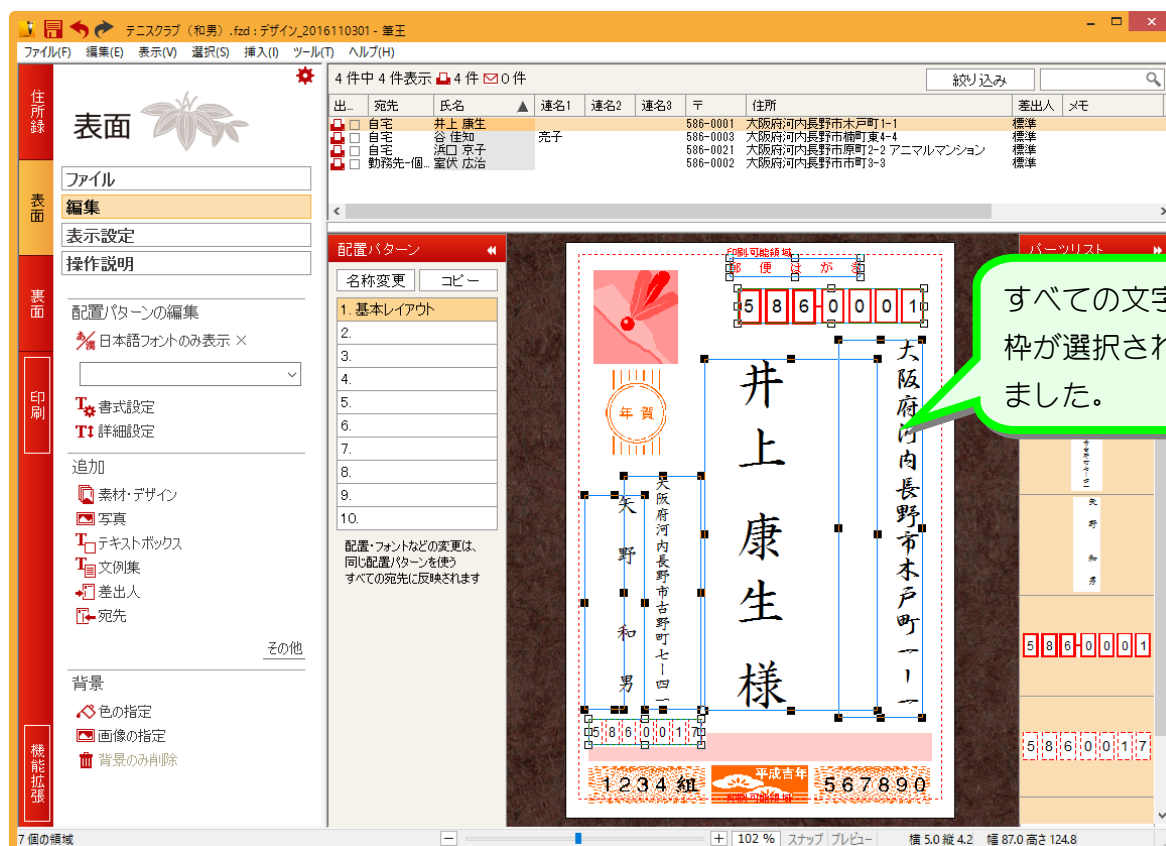 テニスクラブ（和男）.fzd : デザイン_2016110301 - 筆王
ファイル(F) 編集(E) 表示(V) 選択(S) 挿入(I) ツール(T) ヘルプ(H)
住所録
表面
裏面
印刷
機能拡張
表面
ファイル
編集
表示設定
操作説明
配置パターンの編集
あ/漢 日本語フォントのみ表示 ×
書式設定
詳細設定
追加
素材・デザイン
写真
テキストボックス
文例集
差出人
宛先
その他
背景
色の指定
画像の指定
背景のみ削除
4 件中 4 件表示 4 件 0 件
絞り込み
出... 宛先 氏名 ▲ 連名1 連名2 連名3 〒 住所 差出人 メモ
自宅 井上 康生 586-0001 大阪府河内長野市木戸町1-1 標準
自宅 谷 佳知 亮子 586-0003 大阪府河内長野市楠町東4-4 標準
自宅 浜口 京子 586-0021 大阪府河内長野市原町2-2 アニマルマンション 標準
勤務先-個... 室伏 広治 586-0002 大阪府河内長野市市町3-3 標準
配置パターン
名称変更 コピー
1. 基本レイアウト
2.
3.
4.
5.
6.
7.
8.
9.
10.
配置・フォントなどの変更は、
同じ配置パターンを使う
すべての宛先に反映されます
印刷可能領域
郵便はがき
586-0001
大阪府河内長野市木戸町一ー一
井上康生様
年賀
大阪府河内長野市古野町七ー四一
矢野和男
5860017
1234組
平成吉年
567890
印刷可能領域
パーツリスト
すべての文字
枠が選択され
ました。
矢野和男
586-0001
5860017
7 個の領域
102 % スナップ プレビュー 横 5.0 縦 4.2 幅 87.0 高さ 124.8